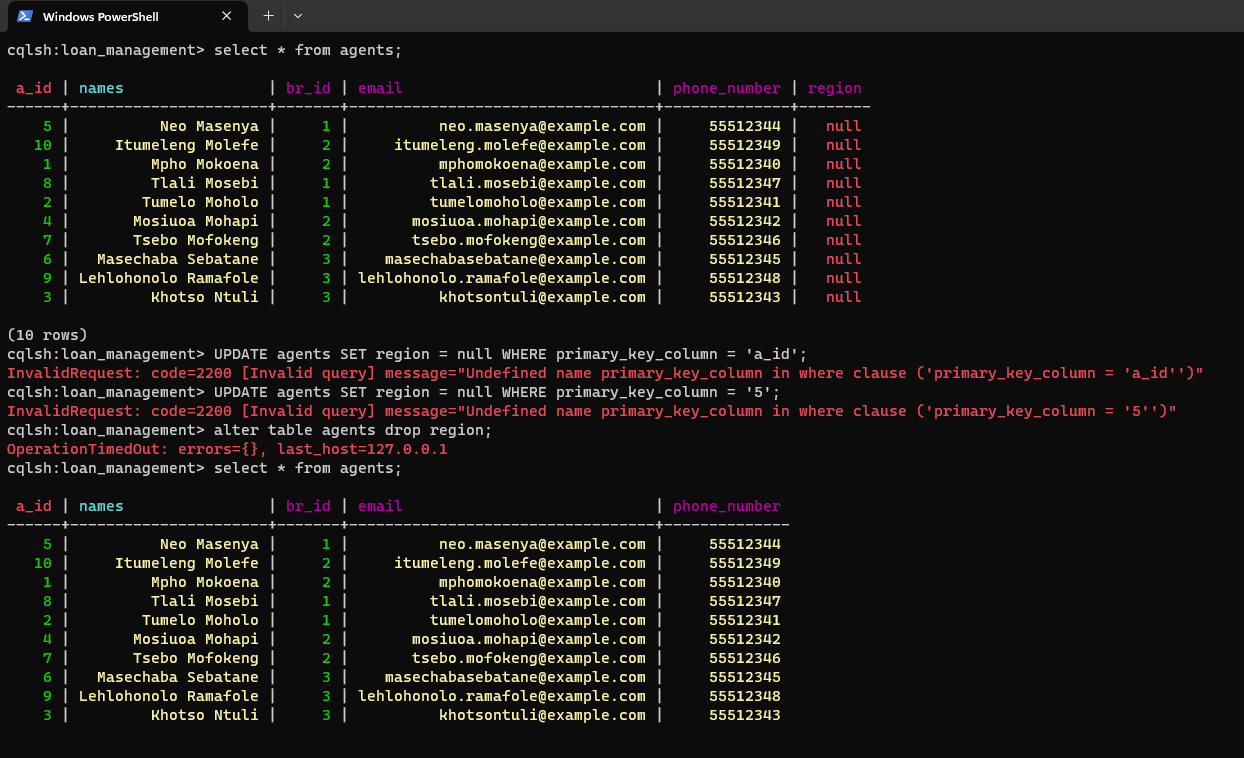 Windows PowerShell
cqlsh:loan_management> select * from agents;
 a_id | names                | br_id | email                            | phone_number | region
------+----------------------+-------+----------------------------------+--------------+--------
    5 |          Neo Masenya |     1 |          neo.masenya@example.com |     55512344 |   null
   10 |     Itumeleng Molefe |     2 |     itumeleng.molefe@example.com |     55512349 |   null
    1 |         Mpho Mokoena |     2 |          mphomokoena@example.com |     55512340 |   null
    8 |         Tlali Mosebi |     1 |         tlali.mosebi@example.com |     55512347 |   null
    2 |        Tumelo Moholo |     1 |         tumelomoholo@example.com |     55512341 |   null
    4 |       Mosiuoa Mohapi |     2 |       mosiuoa.mohapi@example.com |     55512342 |   null
    7 |       Tsebo Mofokeng |     2 |       tsebo.mofokeng@example.com |     55512346 |   null
    6 |   Masechaba Sebatane |     3 |    masechabasebatane@example.com |     55512345 |   null
    9 | Lehlohonolo Ramafole |     3 | lehlohonolo.ramafole@example.com |     55512348 |   null
    3 |         Khotso Ntuli |     3 |          khotsontuli@example.com |     55512343 |   null
(10 rows)
cqlsh:loan_management> UPDATE agents SET region = null WHERE primary_key_column = 'a_id';
InvalidRequest: code=2200 [Invalid query] message="Undefined name primary_key_column in where clause ('primary_key_column = 'a_id'')"
cqlsh:loan_management> UPDATE agents SET region = null WHERE primary_key_column = '5';
InvalidRequest: code=2200 [Invalid query] message="Undefined name primary_key_column in where clause ('primary_key_column = '5'')"
cqlsh:loan_management> alter table agents drop region;
OperationTimedOut: errors={}, last_host=127.0.0.1
cqlsh:loan_management> select * from agents;
 a_id | names                | br_id | email                            | phone_number
------+----------------------+-------+----------------------------------+--------------
    5 |          Neo Masenya |     1 |          neo.masenya@example.com |     55512344
   10 |     Itumeleng Molefe |     2 |     itumeleng.molefe@example.com |     55512349
    1 |         Mpho Mokoena |     2 |          mphomokoena@example.com |     55512340
    8 |         Tlali Mosebi |     1 |         tlali.mosebi@example.com |     55512347
    2 |        Tumelo Moholo |     1 |         tumelomoholo@example.com |     55512341
    4 |       Mosiuoa Mohapi |     2 |       mosiuoa.mohapi@example.com |     55512342
    7 |       Tsebo Mofokeng |     2 |       tsebo.mofokeng@example.com |     55512346
    6 |   Masechaba Sebatane |     3 |    masechabasebatane@example.com |     55512345
    9 | Lehlohonolo Ramafole |     3 | lehlohonolo.ramafole@example.com |     55512348
    3 |         Khotso Ntuli |     3 |          khotsontuli@example.com |     55512343